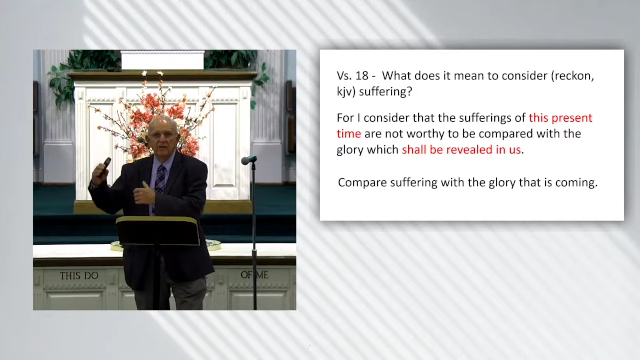 Vs. 18 - What does it mean to consider (reckon,
kjv) suffering?
For I consider that the sufferings of this present
time are not worthy to be compared with the
glory which shall be revealed in us.
Compare suffering with the glory that is coming.
THIS DO
OF ME